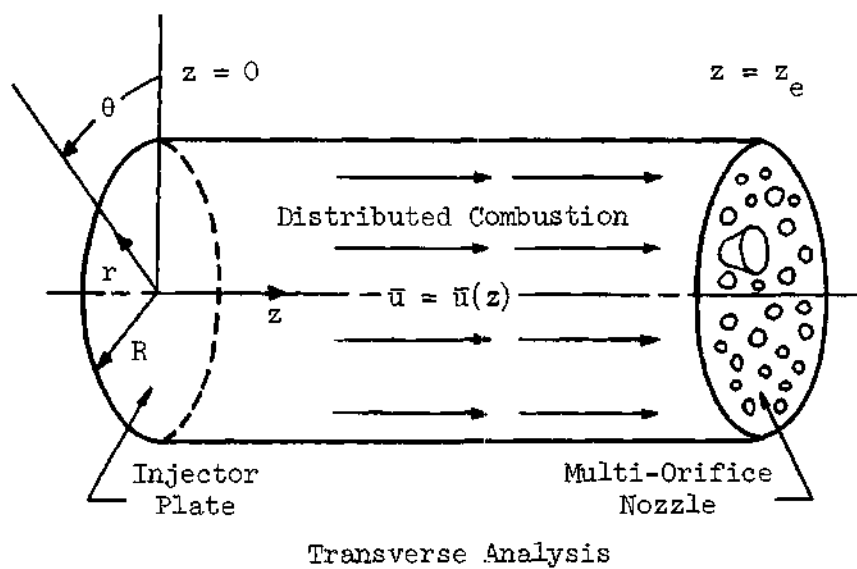 z = 0
z = z_e
θ
Distributed Combustion
r
z
ū = ū(z)
R
Injector
Plate
Multi-Orifice
Nozzle
Transverse Analysis